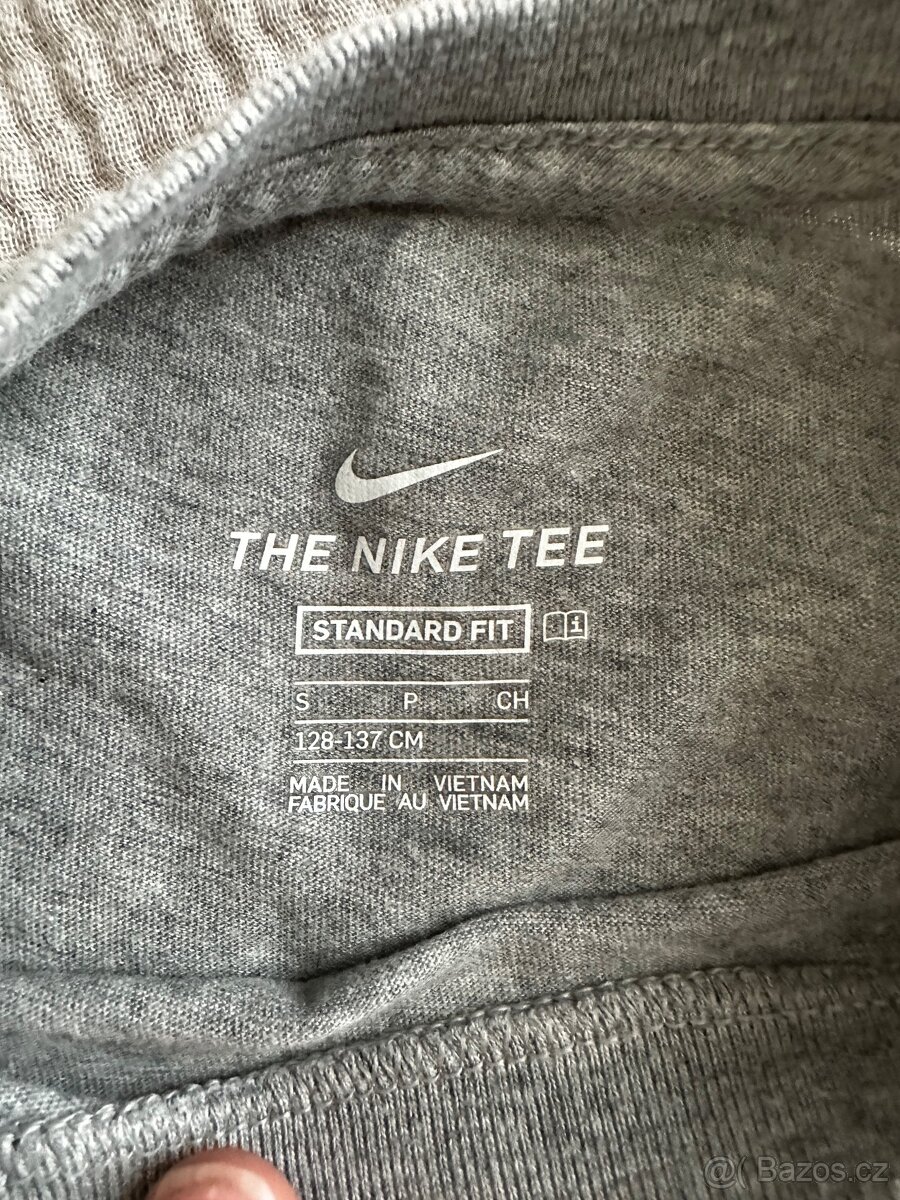 THE NIKE TEE
STANDARD FIT i
S P CH
128-137 CM
MADE IN VIETNAM
FABRIQUE AU VIETNAM
@( Bazos.cz